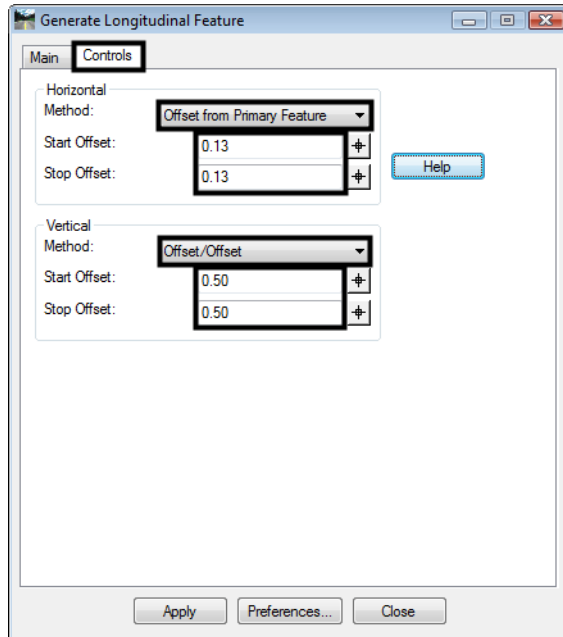 Generate Longitudinal Feature
Main Controls
Horizontal
Method: Offset from Primary Feature
Start Offset: 0.13
Stop Offset: 0.13
Help
Vertical
Method: Offset/Offset
Start Offset: 0.50
Stop Offset: 0.50
Apply Preferences... Close